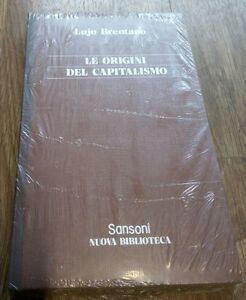 Lujo Brentano
LE ORIGINI
DEL CAPITALISMO
Sansoni
NUOVA BIBLIOTECA